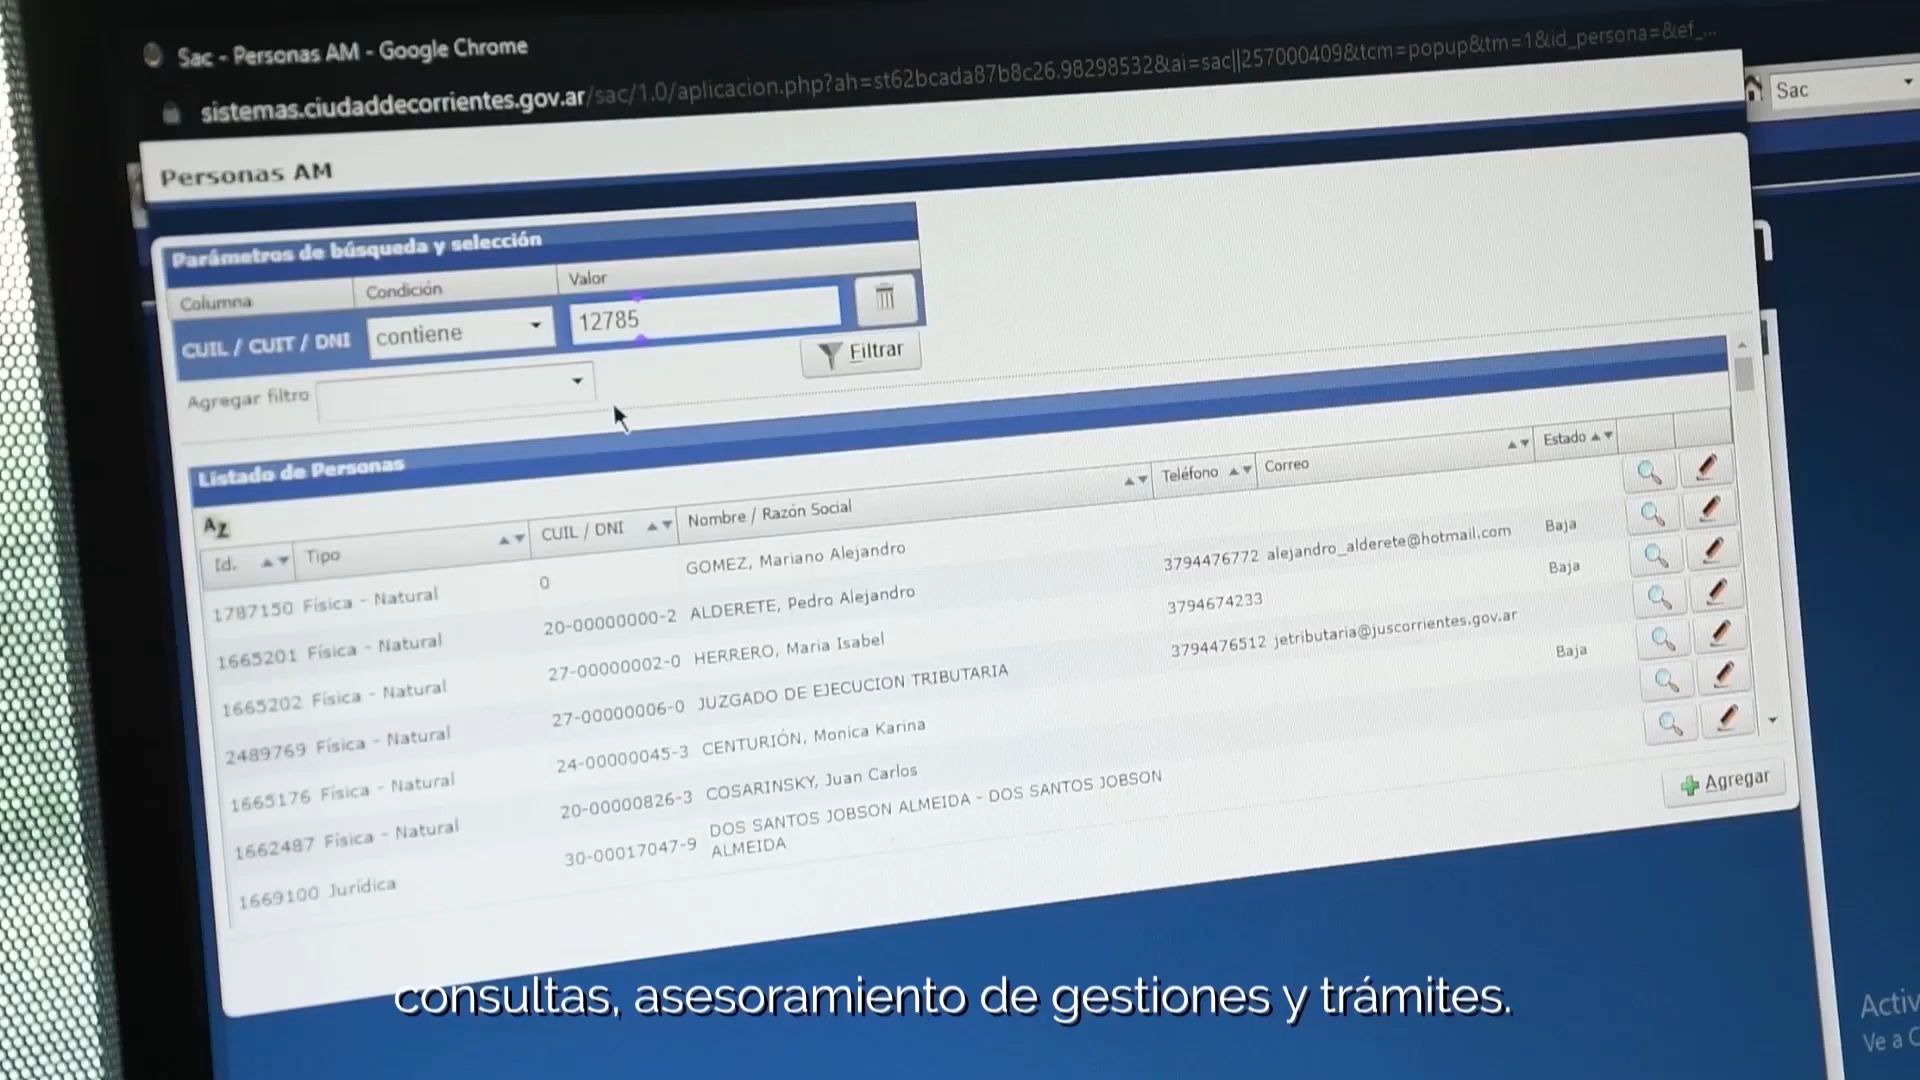 Sac - Personas AM - Google Chrome
sistemas.ciudaddecorrientes.gov.ar/sac/1.0/aplicacion.php?ah=st62bcada87b8c26.98298532&ai=sac||257000409&tcm=popup&tm=1&id_persona=&ef_...
Sac
Personas AM
Parámetros de búsqueda y selección
Columna Condición Valor
CUIL / CUIT / DNI contiene 12785
Agregar filtro Filtrar
Listado de Personas
AZ
Id. Tipo CUIL / DNI Nombre / Razón Social Teléfono Correo Estado
1787150 Física - Natural 0 GOMEZ, Mariano Alejandro
1665201 Física - Natural 20-00000000-2 ALDERETE, Pedro Alejandro 3794476772 alejandro_alderete@hotmail.com Baja
1665202 Física - Natural 27-00000002-0 HERRERO, Maria Isabel 3794674233 Baja
2489769 Física - Natural 27-00000006-0 JUZGADO DE EJECUCION TRIBUTARIA 3794476512 jetributaria@juscorrientes.gov.ar
1665176 Física - Natural 24-00000045-3 CENTURIÓN, Monica Karina Baja
1662487 Física - Natural 20-00000826-3 COSARINSKY, Juan Carlos
1669100 Jurídica 30-00017047-9 DOS SANTOS JOBSON ALMEIDA - DOS SANTOS JOBSON
ALMEIDA
Agregar
consultas, asesoramiento de gestiones y trámites.
Activ
Ve a C